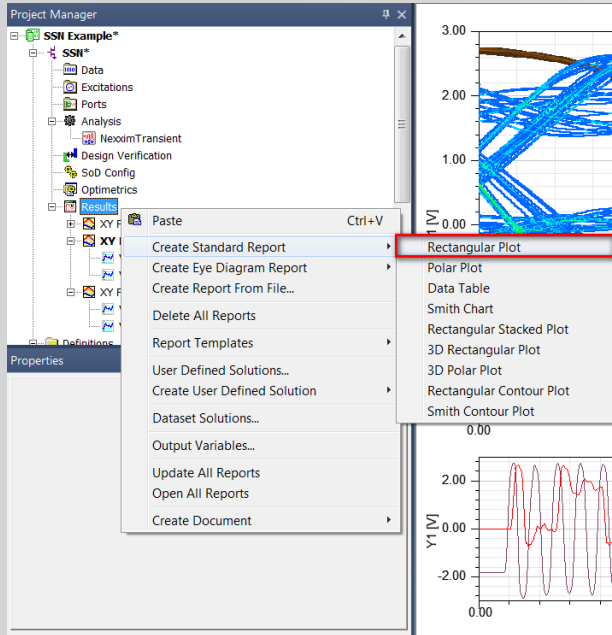 Project Manager
SSN Example*
SSN*
Data
Excitations
Ports
Analysis
NexximTransient
Design Verification
SoD Config
Optimetrics
Results
XY
XY
XY
Definitions
Properties
Paste Ctrl+V
Create Standard Report
Create Eye Diagram Report
Create Report From File...
Delete All Reports
Report Templates
User Defined Solutions...
Create User Defined Solution
Dataset Solutions...
Output Variables...
Update All Reports
Open All Reports
Create Document
Rectangular Plot
Polar Plot
Data Table
Smith Chart
Rectangular Stacked Plot
3D Rectangular Plot
3D Polar Plot
Rectangular Contour Plot
Smith Contour Plot
3.00
2.00
1.00
0.00
[V]
0.00
2.00
0.00
-2.00
Y1 [V]
0.00